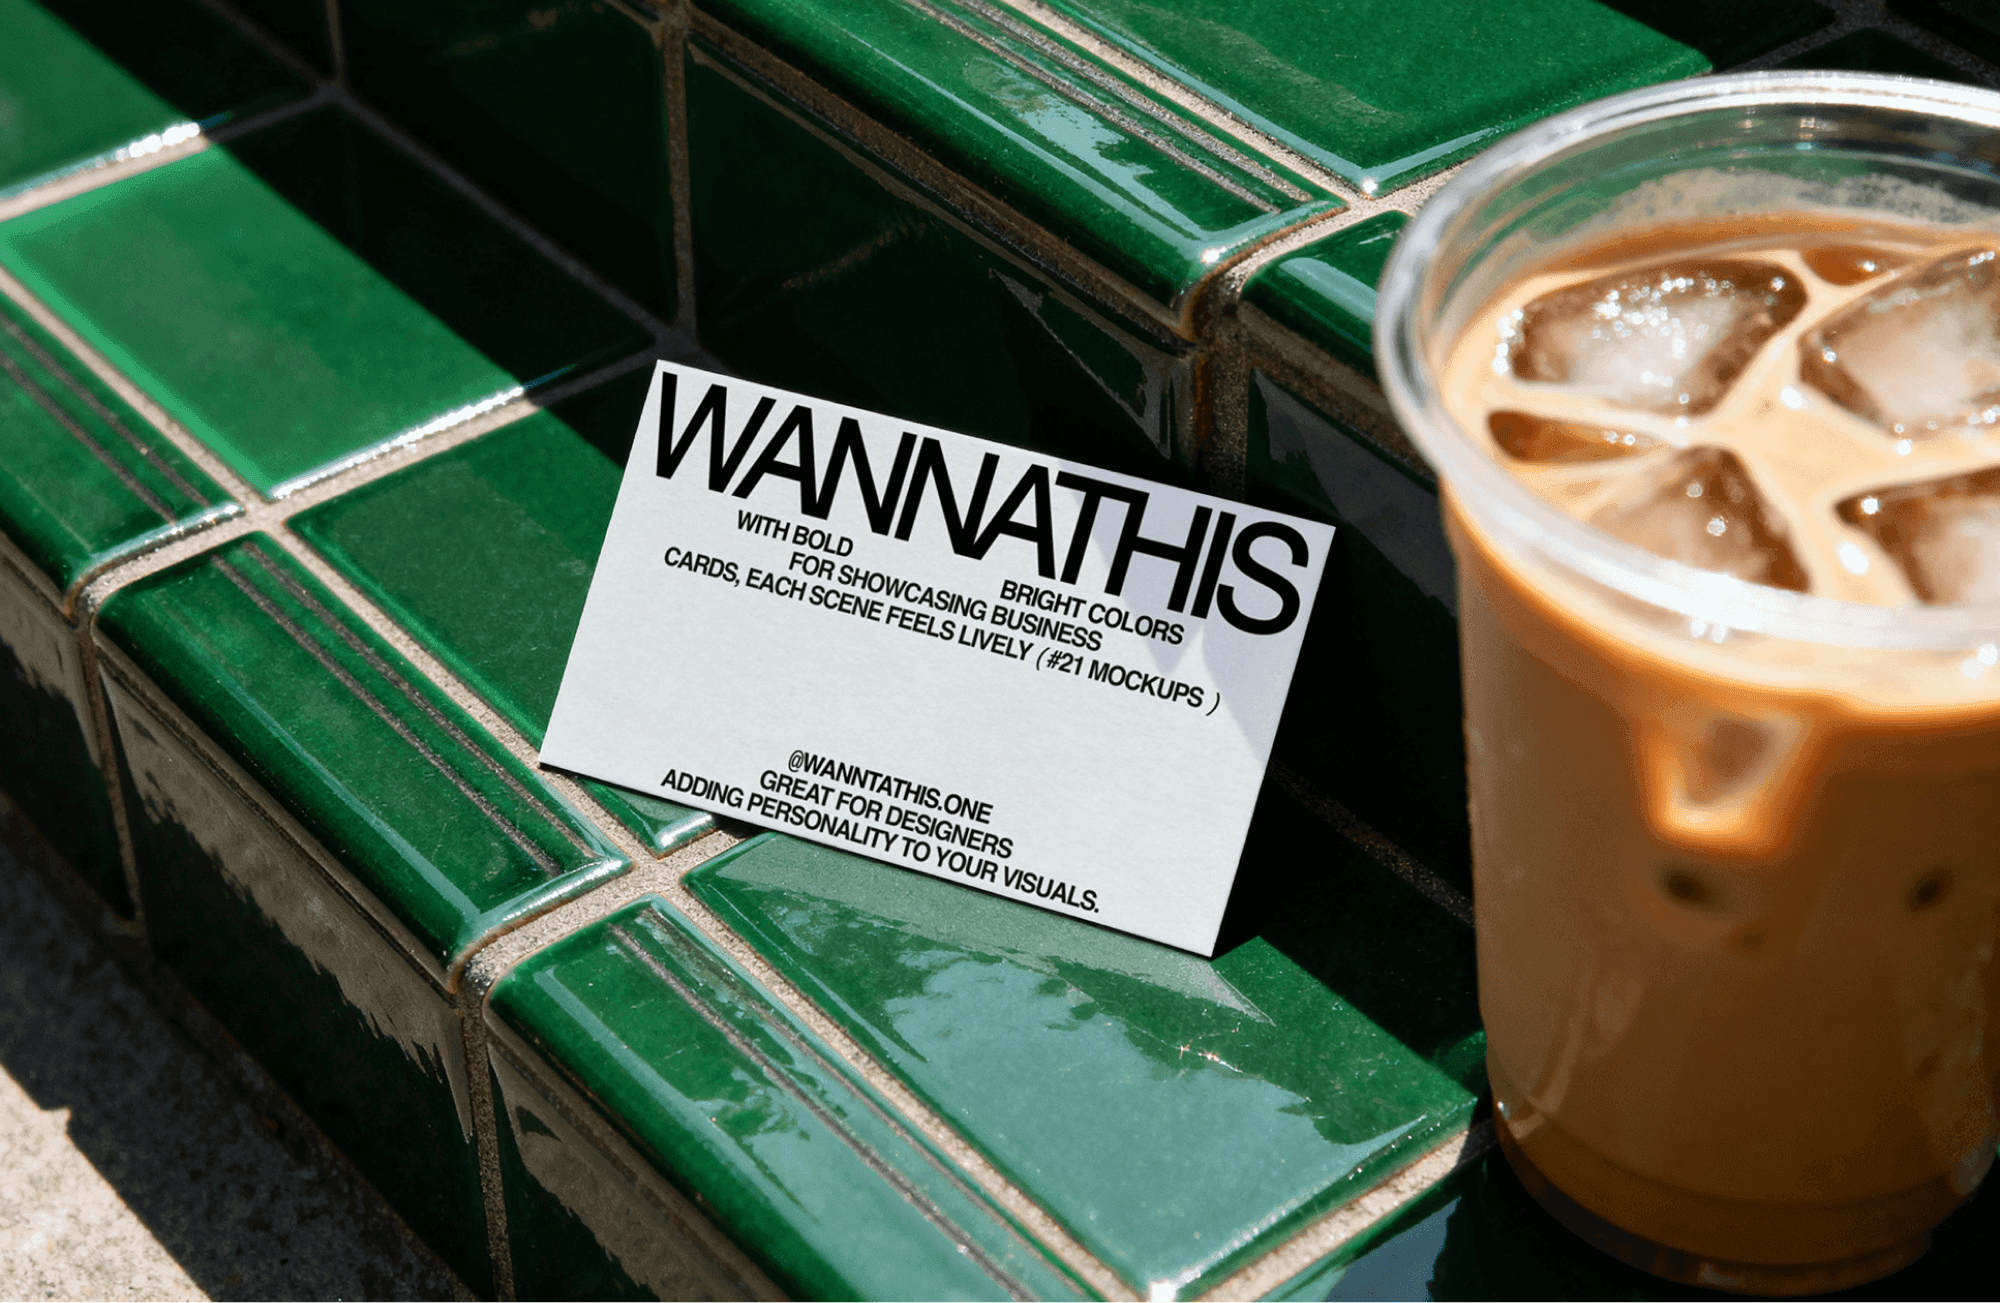 WANNATHIS
WITH BOLD
BRIGHT COLORS
FOR SHOWCASING BUSINESS
CARDS, EACH SCENE FEELS LIVELY (#21 MOCKUPS )
@WANNTATHIS.ONE
GREAT FOR DESIGNERS
ADDING PERSONALITY TO YOUR VISUALS.